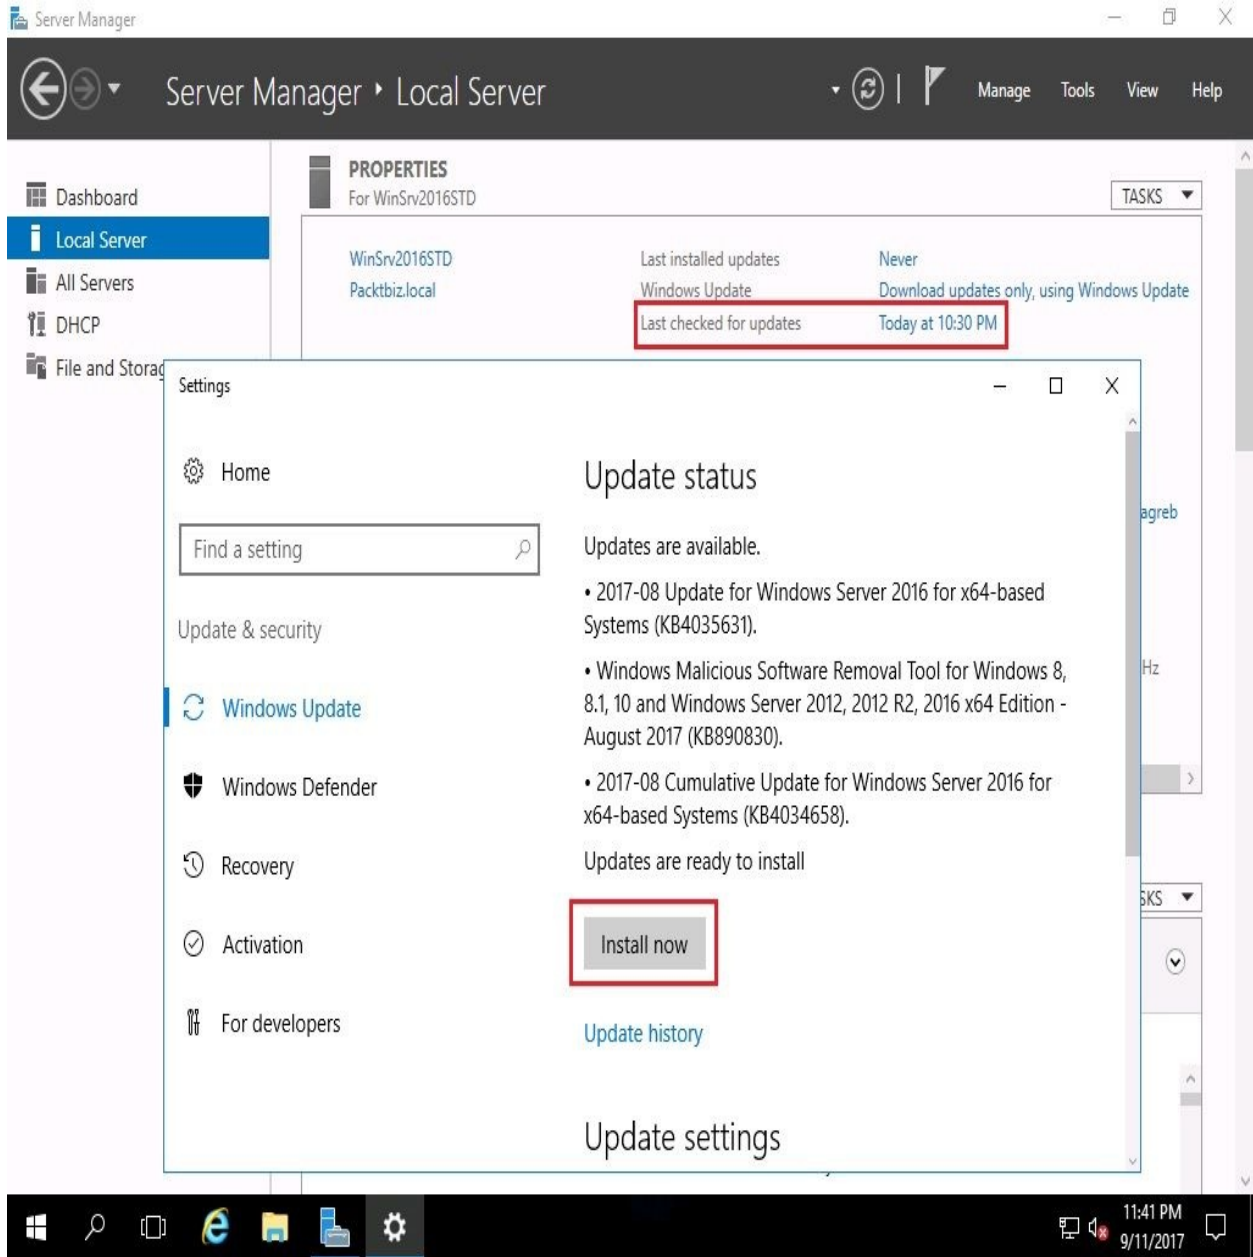 Server Manager
Server Manager • Local Server
Manage Tools View Help
Dashboard
Local Server
All Servers
DHCP
File and Storag
PROPERTIES
For WinSrv2016STD
TASKS
WinSrv2016STD
Packtbiz.local
Last installed updates Never
Windows Update Download updates only, using Windows Update
Last checked for updates Today at 10:30 PM
agreb
Hz
SKS
Settings
Home
Find a setting
Update & security
Windows Update
Windows Defender
Recovery
Activation
For developers
Update status
Updates are available.
• 2017-08 Update for Windows Server 2016 for x64-based
Systems (KB4035631).
• Windows Malicious Software Removal Tool for Windows 8,
8.1, 10 and Windows Server 2012, 2012 R2, 2016 x64 Edition -
August 2017 (KB890830).
• 2017-08 Cumulative Update for Windows Server 2016 for
x64-based Systems (KB4034658).
Updates are ready to install
Install now
Update history
Update settings
11:41 PM
9/11/2017